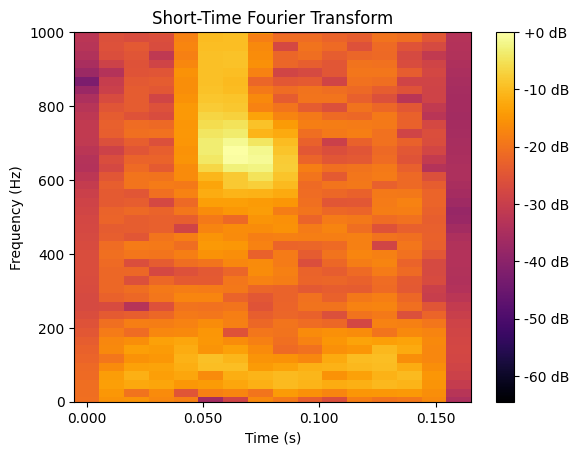 Short-Time Fourier Transform
1000
800
600
400
200
0
Frequency (Hz)
0.000
0.050
0.100
0.150
Time (s)
+0 dB
-10 dB
-20 dB
-30 dB
-40 dB
-50 dB
-60 dB